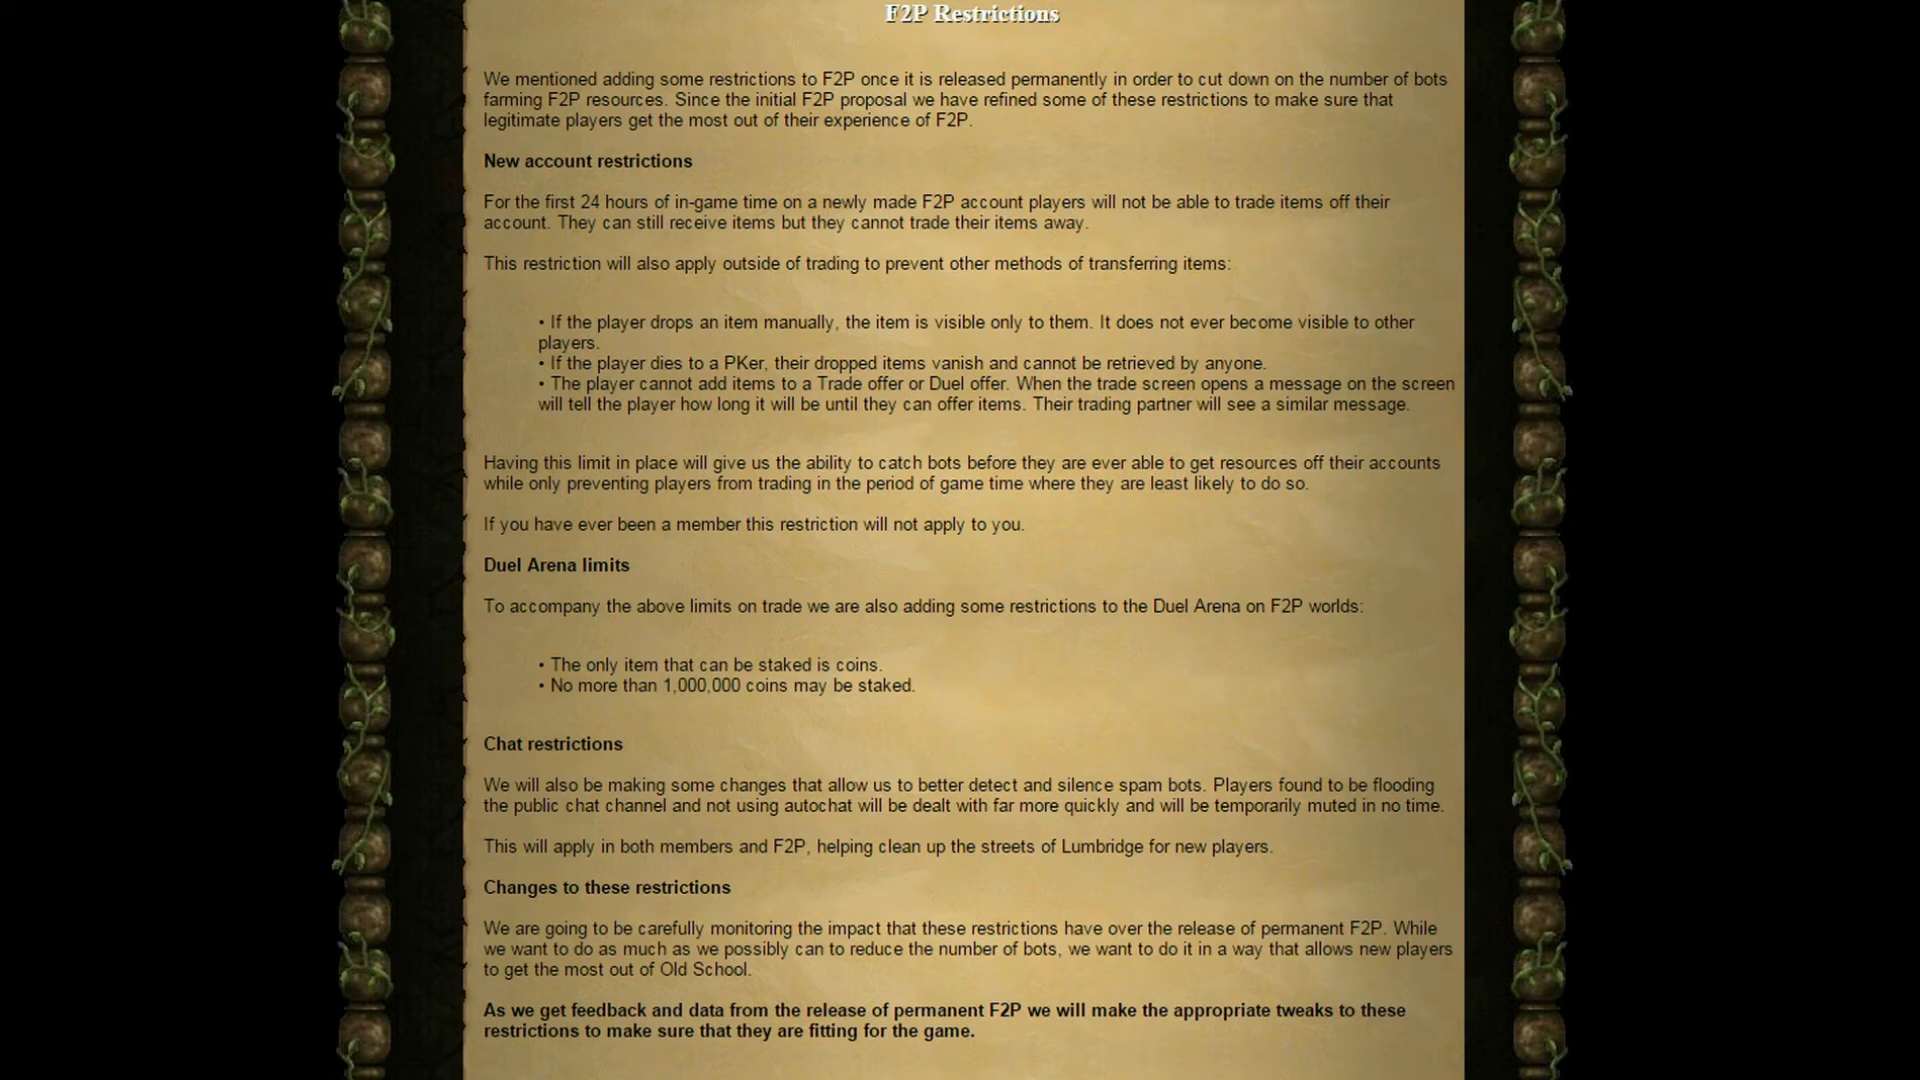 F2P Restrictions
We mentioned adding some restrictions to F2P once it is released permanently in order to cut down on the number of bots
farming F2P resources. Since the initial F2P proposal we have refined some of these restrictions to make sure that
legitimate players get the most out of their experience of F2P.
New account restrictions
For the first 24 hours of in-game time on a newly made F2P account players will not be able to trade items off their
account. They can still receive items but they cannot trade their items away.
This restriction will also apply outside of trading to prevent other methods of transferring items:
• If the player drops an item manually, the item is visible only to them. It does not ever become visible to other
players.
• If the player dies to a PKer, their dropped items vanish and cannot be retrieved by anyone.
• The player cannot add items to a Trade offer or Duel offer. When the trade screen opens a message on the screen
will tell the player how long it will be until they can offer items. Their trading partner will see a similar message.
Having this limit in place will give us the ability to catch bots before they are ever able to get resources off their accounts
while only preventing players from trading in the period of game time where they are least likely to do so.
If you have ever been a member this restriction will not apply to you.
Duel Arena limits
To accompany the above limits on trade we are also adding some restrictions to the Duel Arena on F2P worlds:
• The only item that can be staked is coins.
• No more than 1,000,000 coins may be staked.
Chat restrictions
We will also be making some changes that allow us to better detect and silence spam bots. Players found to be flooding
the public chat channel and not using autochat will be dealt with far more quickly and will be temporarily muted in no time.
This will apply in both members and F2P, helping clean up the streets of Lumbridge for new players.
Changes to these restrictions
We are going to be carefully monitoring the impact that these restrictions have over the release of permanent F2P. While
we want to do as much as we possibly can to reduce the number of bots, we want to do it in a way that allows new players
to get the most out of Old School.
As we get feedback and data from the release of permanent F2P we will make the appropriate tweaks to these
restrictions to make sure that they are fitting for the game.